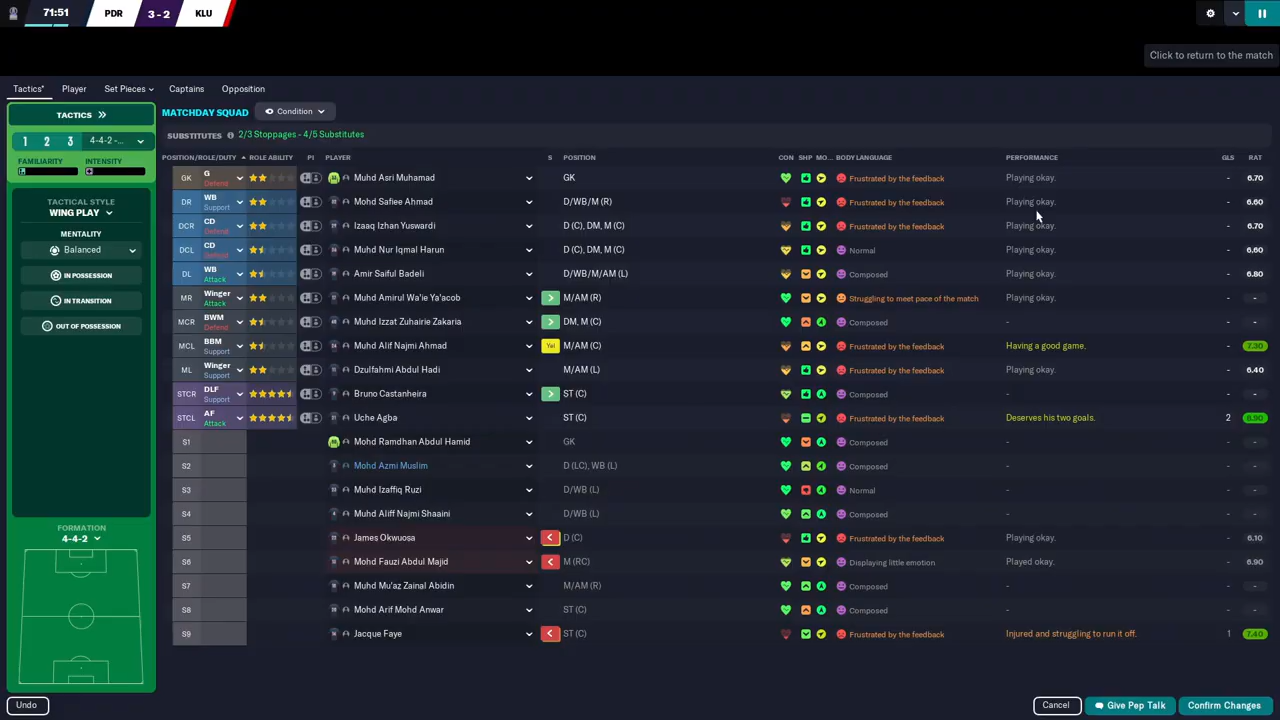 71:51 PDR 3 - 2 KLU
Click to return to the match
Tactics* Player Set Pieces Captains Opposition
TACTICS
1 2 3 4-4-2 -...
FAMILIARITY INTENSITY
TACTICAL STYLE
WING PLAY
MENTALITY
Balanced
IN POSSESSION
IN TRANSITION
OUT OF POSSESSION
FORMATION
4-4-2
MATCHDAY SQUAD Condition
SUBSTITUTES 2/3 Stoppages - 4/5 Substitutes
POSITION/ROLE/DUTY ROLE ABILITY PI PLAYER S POSITION CON SHP MO... BODY LANGUAGE PERFORMANCE GLS RAT
GK G Defend Muhd Asri Muhamad GK Frustrated by the feedback Playing okay. - 6.70
DR WB Support Mohd Safiee Ahmad D/WB/M (R) Frustrated by the feedback Playing okay. - 6.60
DCR CD Defend Izaaq Izhan Yuswardi D (C), DM, M (C) Frustrated by the feedback Playing okay. - 6.70
DCL CD Defend Muhd Nur Iqmal Harun D (C), DM, M (C) Normal Playing okay. - 6.60
DL WB Attack Amir Saiful Badeli D/WB/M/AM (L) Composed Playing okay. - 6.80
MR Winger Attack Muhd Amirul Wa'ie Ya'acob M/AM (R) Struggling to meet pace of the match Playing okay. - -
MCR BWM Defend Muhd Izzat Zuhairie Zakaria DM, M (C) Composed - - -
MCL BBM Support Muhd Alif Najmi Ahmad Yel M/AM (C) Frustrated by the feedback Having a good game. - 7.30
ML Winger Support Dzulfahmi Abdul Hadi M/AM (L) Frustrated by the feedback Playing okay. - 6.40
STCR DLF Support Bruno Castanheira ST (C) Composed - - -
STCL AF Attack Uche Agba ST (C) Frustrated by the feedback Deserves his two goals. 2 8.90
S1 Mohd Ramdhan Abdul Hamid GK Composed - - -
S2 Mohd Azmi Muslim D (LC), WB (L) Composed - - -
S3 Muhd Izaffiq Ruzi D/WB (L) Normal - - -
S4 Muhd Aliff Najmi Shaaini D/WB (L) Composed - - -
S5 James Okwuosa D (C) Frustrated by the feedback Playing okay. - 6.10
S6 Mohd Fauzi Abdul Majid M (RC) Displaying little emotion Played okay. - 6.90
S7 Muhd Mu'az Zainal Abidin M/AM (R) Composed - - -
S8 Mohd Arif Mohd Anwar ST (C) Composed - - -
S9 Jacque Faye ST (C) Frustrated by the feedback Injured and struggling to run it off. 1 7.40
Undo Cancel Give Pep Talk Confirm Changes